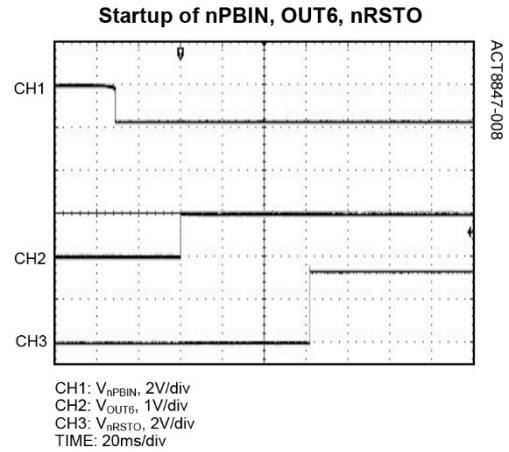 Startup of nPBIN, OUT6, nRSTO
ACT8847-008
CH1
CH2
CH3
CH1: VnPBIN, 2V/div
CH2: VOUT6, 1V/div
CH3: VnRSTO, 2V/div
TIME: 20ms/div